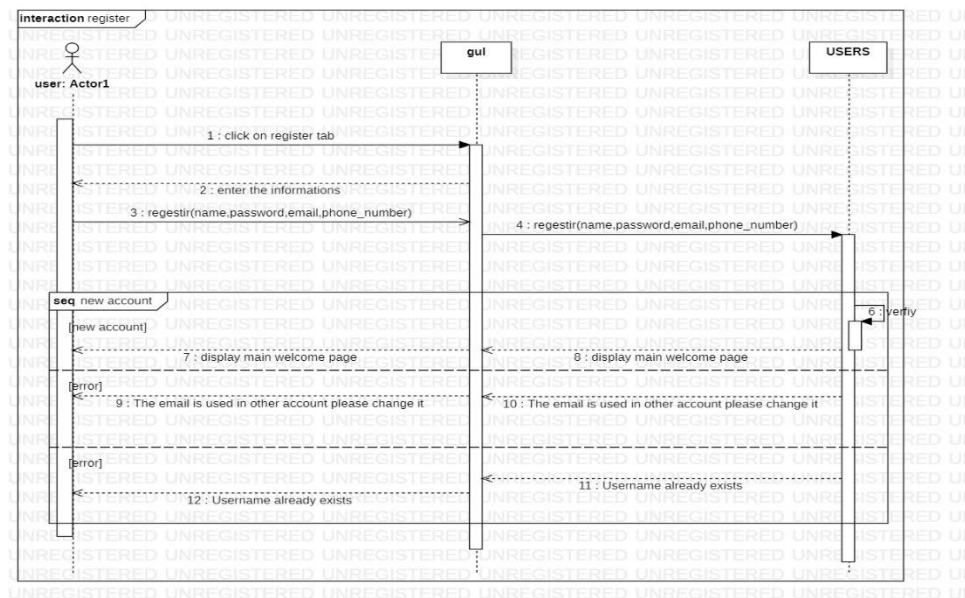 interaction register
user: Actor1
guI
USERS
1 : click on register tab
2 : enter the informations
3 : regestir(name,password,email,phone_number)
4 : regestir(name,password,email,phone_number)
seq new account
6 : verfiy
[new account]
7 : display main welcome page
8 : display main welcome page
[error]
9 : The email is used in other account please change it
10 : The email is used in other account please change it
[error]
11 : Username already exists
12 : Username already exists
UNREGISTERED